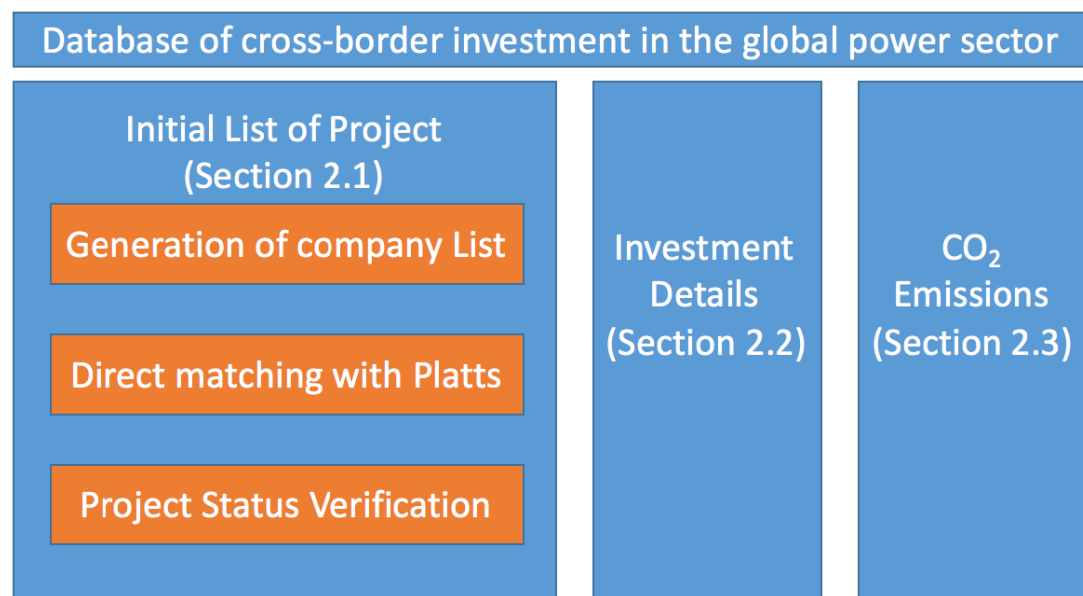 Database of cross-border investment in the global power sector
Initial List of Project
(Section 2.1)
Generation of company List
Direct matching with Platts
Project Status Verification
Investment
Details
(Section 2.2)
CO₂
Emissions
(Section 2.3)